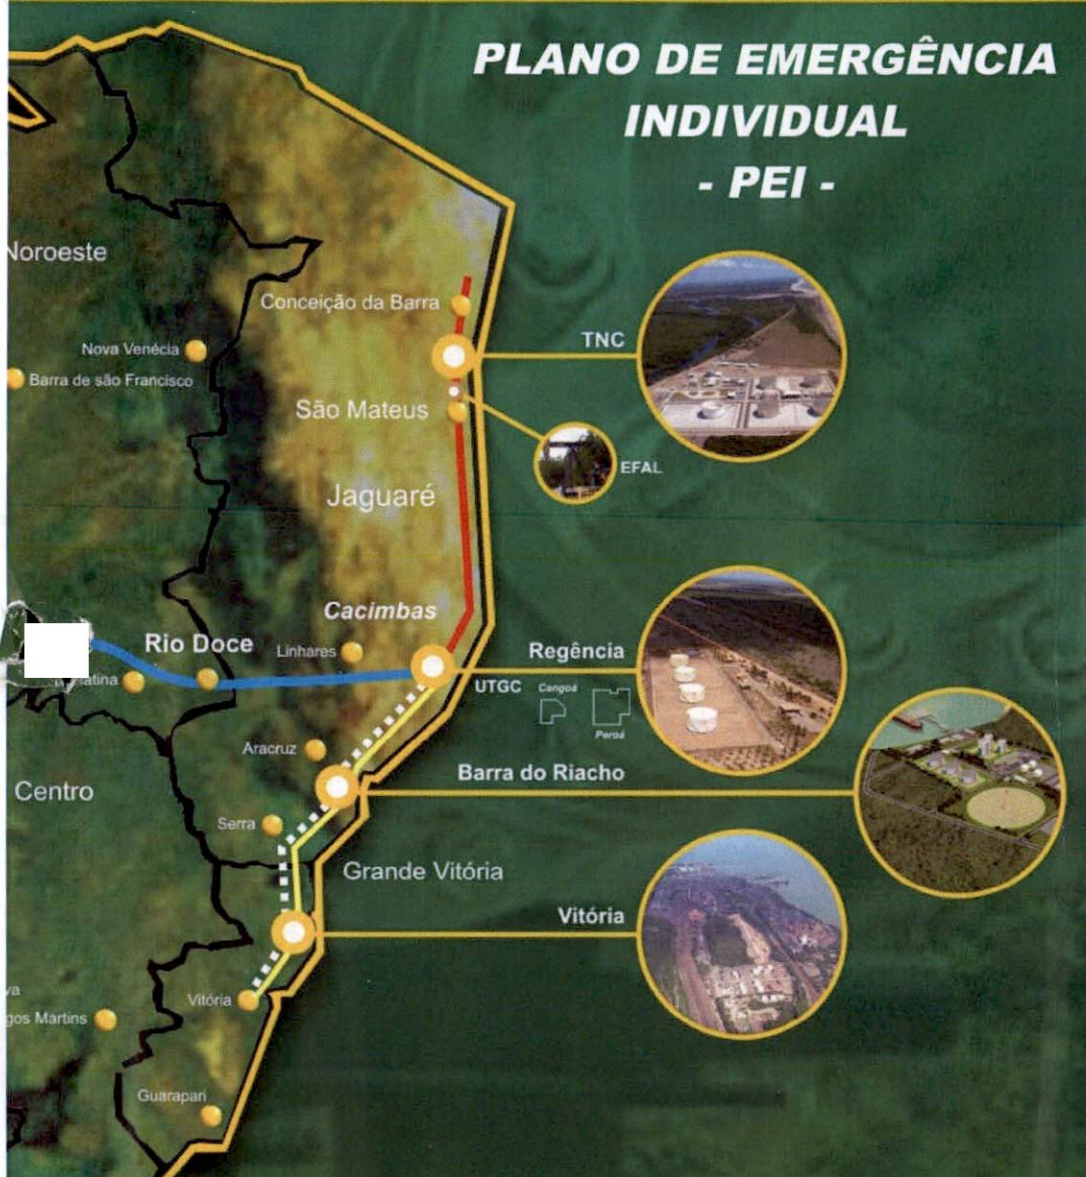 PLANO DE EMERGÊNCIA
INDIVIDUAL
- PEI -
Noroeste
Conceição da Barra
TNC
Nova Venécia
Barra de são Francisco
São Mateus
EFAL
Jaguaré
Cacimbas
Rio Doce
Linhares
Regência
UTGC
Cangoá
Peroá
Aracruz
Barra do Riacho
Centro
Serra
Grande Vitória
Vitória
Vitória
Martins
Guarapari